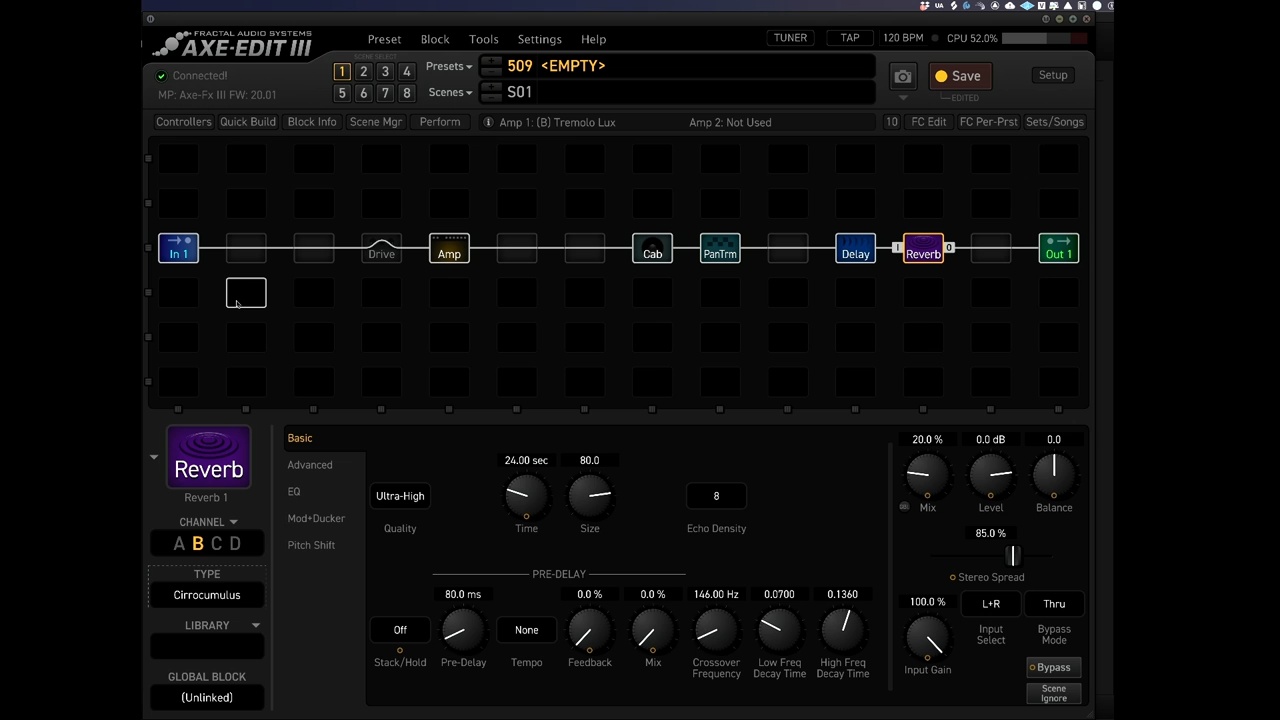 FRACTAL AUDIO SYSTEMS
AXE-EDIT III
Preset Block Tools Settings Help
TUNER TAP 120 BPM CPU 52.0%
Connected!
MP: Axe-Fx III FW: 20.01
SCENE SELECT
1 2 3 4
5 6 7 8
Presets 509 <EMPTY>
Scenes S01
Save
EDITED
Setup
Controllers Quick Build Block Info Scene Mgr Perform Amp 1: (B) Tremolo Lux Amp 2: Not Used 10 FC Edit FC Per-Prst Sets/Songs
In 1 Drive Amp Cab PanTrm Delay I Reverb O Out 1
Reverb
Reverb 1
CHANNEL
A B C D
TYPE
Cirrocumulus
LIBRARY
GLOBAL BLOCK
(Unlinked)
Basic
Advanced
EQ
Mod+Ducker
Pitch Shift
24.00 sec 80.0
Ultra-High 8
Quality Time Size Echo Density
PRE-DELAY
80.0 ms 0.0 % 0.0 % 146.00 Hz 0.0700 0.1360
Off None
Stack/Hold Pre-Delay Tempo Feedback Mix Crossover Frequency Low Freq Decay Time High Freq Decay Time
20.0 % 0.0 dB 0.0
Mix Level Balance
85.0 %
Stereo Spread
100.0 % L+R Thru
Input Gain Input Select Bypass Mode
Bypass
Scene Ignore